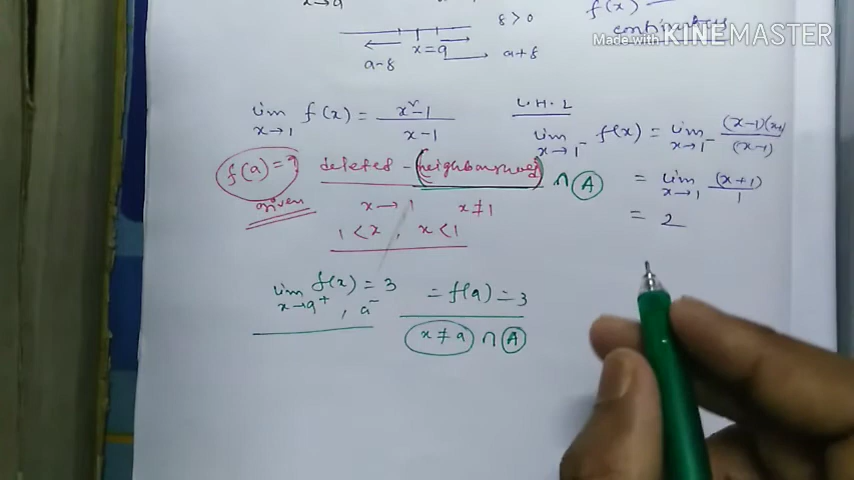 x→a
δ > 0
f(x)
a-δ x=a a+δ
Made with KINEMASTER
lim x→1 f(x) = x²-1 / x-1
L.H.L
lim x→1⁻ f(x) = lim x→1⁻ (x-1)(x+1) / (x-1)
f(a) = ?
deleted - neighbourhood ∩ A
= lim x→1 (x+1) / 1
given
x→1 x≠1
= 2
1 < x , x < 1
lim x→a⁺, a⁻ f(x) = 3 = f(a) = 3
x ≠ a ∩ A